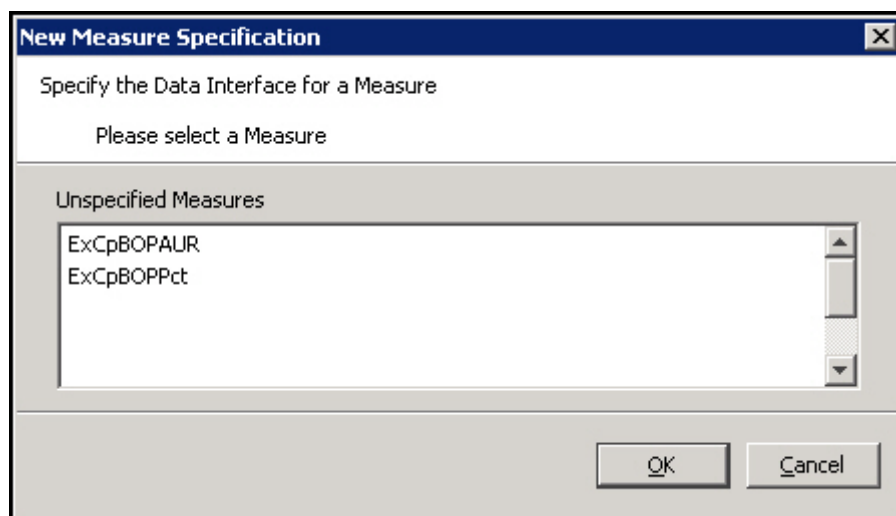 New Measure Specification
Specify the Data Interface for a Measure
Please select a Measure
Unspecified Measures
ExCpBOPAUR
ExCpBOPPct
OK
Cancel